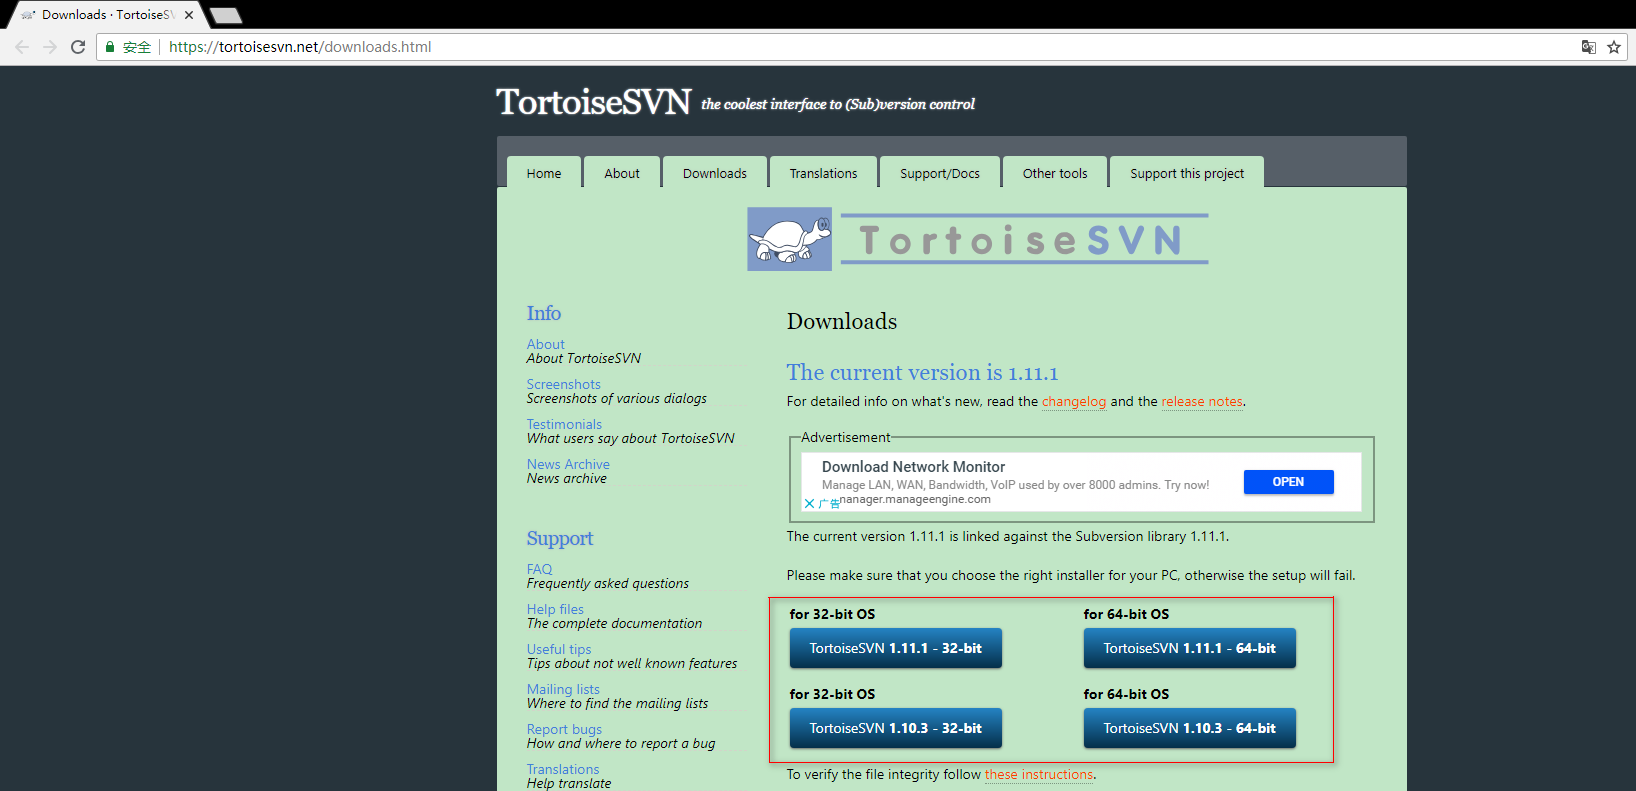 Downloads · TortoiseSV
安全 https://tortoisesvn.net/downloads.html
TortoiseSVN the coolest interface to (Sub)version control
Home About Downloads Translations Support/Docs Other tools Support this project
TortoiseSVN
Info
About
About TortoiseSVN
Screenshots
Screenshots of various dialogs
Testimonials
What users say about TortoiseSVN
News Archive
News archive
Support
FAQ
Frequently asked questions
Help files
The complete documentation
Useful tips
Tips about not well known features
Mailing lists
Where to find the mailing lists
Report bugs
How and where to report a bug
Translations
Help translate
Downloads
The current version is 1.11.1
For detailed info on what's new, read the changelog and the release notes.
Advertisement
Download Network Monitor
Manage LAN, WAN, Bandwidth, VoIP used by over 8000 admins. Try now!
manager.manageengine.com
广告
OPEN
The current version 1.11.1 is linked against the Subversion library 1.11.1.
Please make sure that you choose the right installer for your PC, otherwise the setup will fail.
for 32-bit OS for 64-bit OS
TortoiseSVN 1.11.1 - 32-bit TortoiseSVN 1.11.1 - 64-bit
for 32-bit OS for 64-bit OS
TortoiseSVN 1.10.3 - 32-bit TortoiseSVN 1.10.3 - 64-bit
To verify the file integrity follow these instructions.